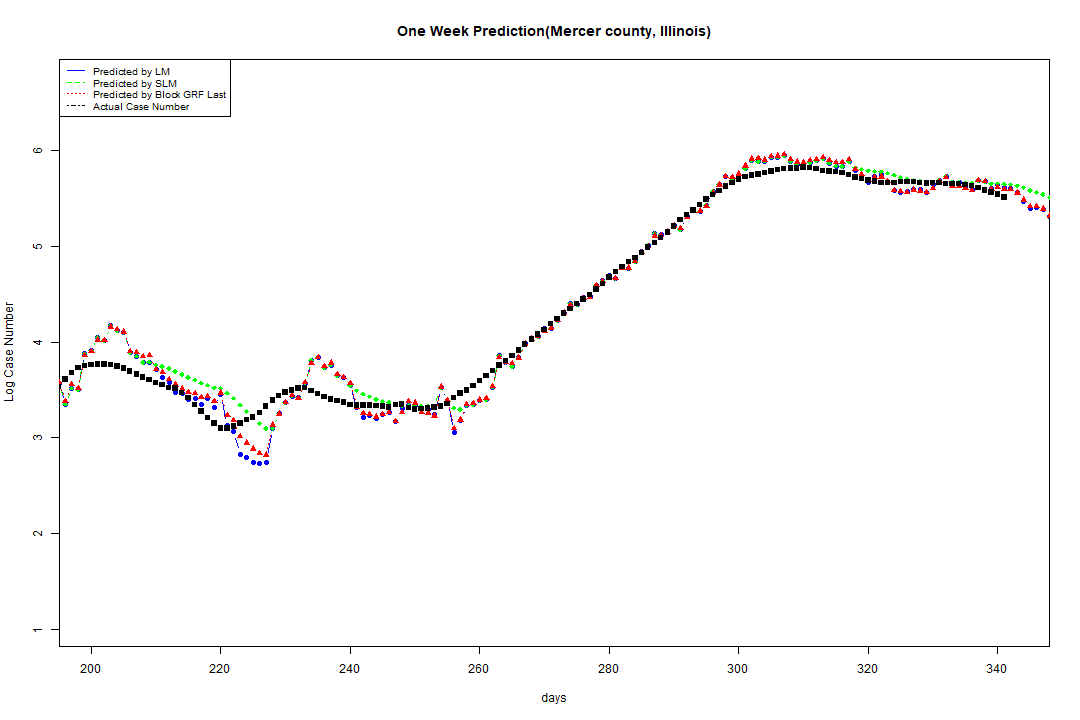 One Week Prediction(Mercer county, Illinois)
Predicted by LM
Predicted by SLM
Predicted by Block GRF Last
Actual Case Number
6
5
4
3
2
1
Log Case Number
200 220 240 260 280 300 320 340
days